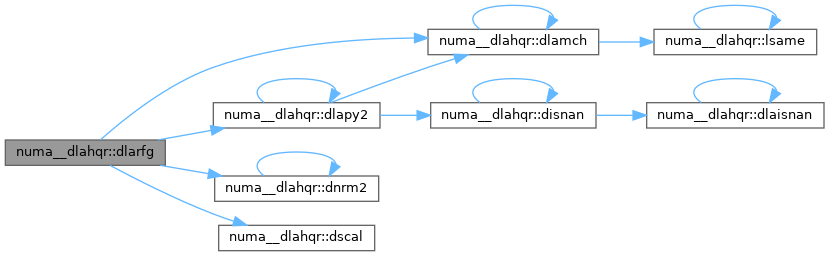 numa__dlahqr::dlarfg
numa__dlahqr::dlamch
numa__dlahqr::lsame
numa__dlahqr::dlapy2
numa__dlahqr::disnan
numa__dlahqr::dlaisnan
numa__dlahqr::dnrm2
numa__dlahqr::dscal